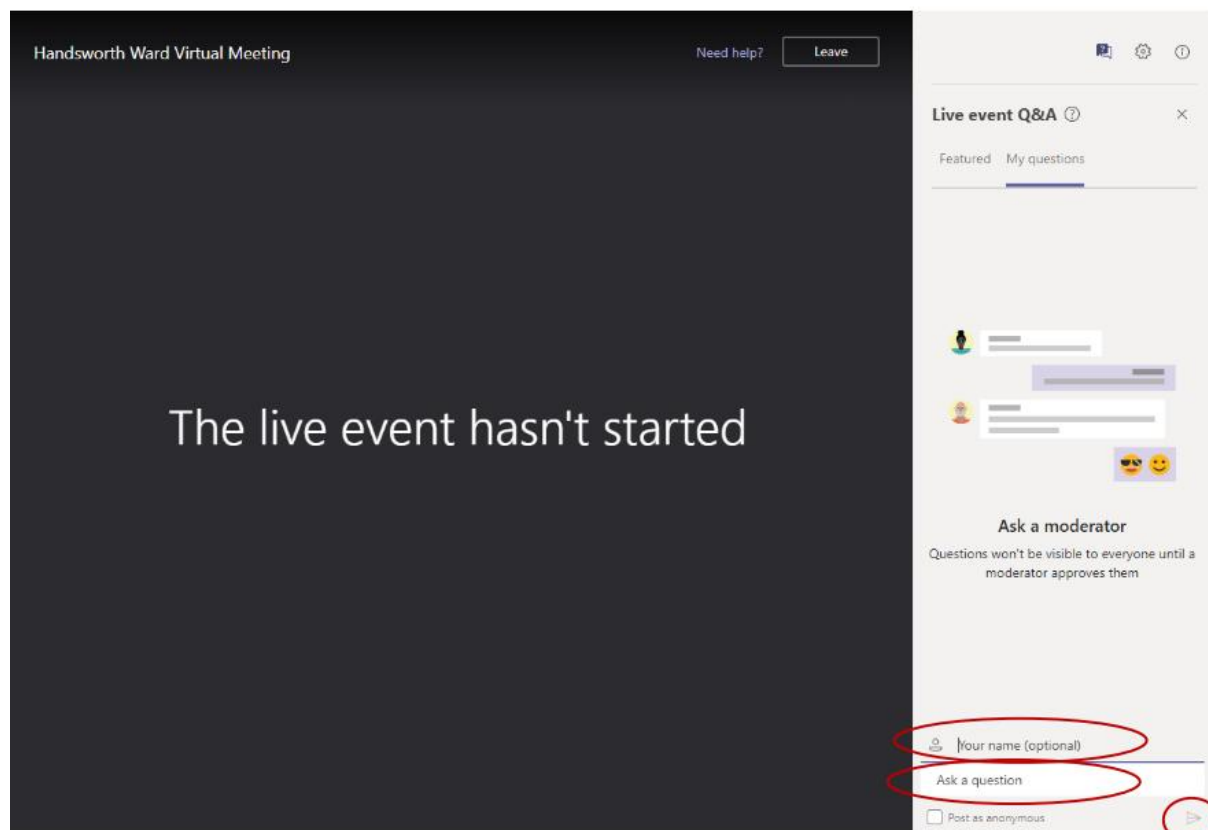 Handsworth Ward Virtual Meeting
Need help?
Leave
The live event hasn't started
Live event Q&A
Featured
My questions
Ask a moderator
Questions won't be visible to everyone until a
moderator approves them
Your name (optional)
Ask a question
Post as anonymous